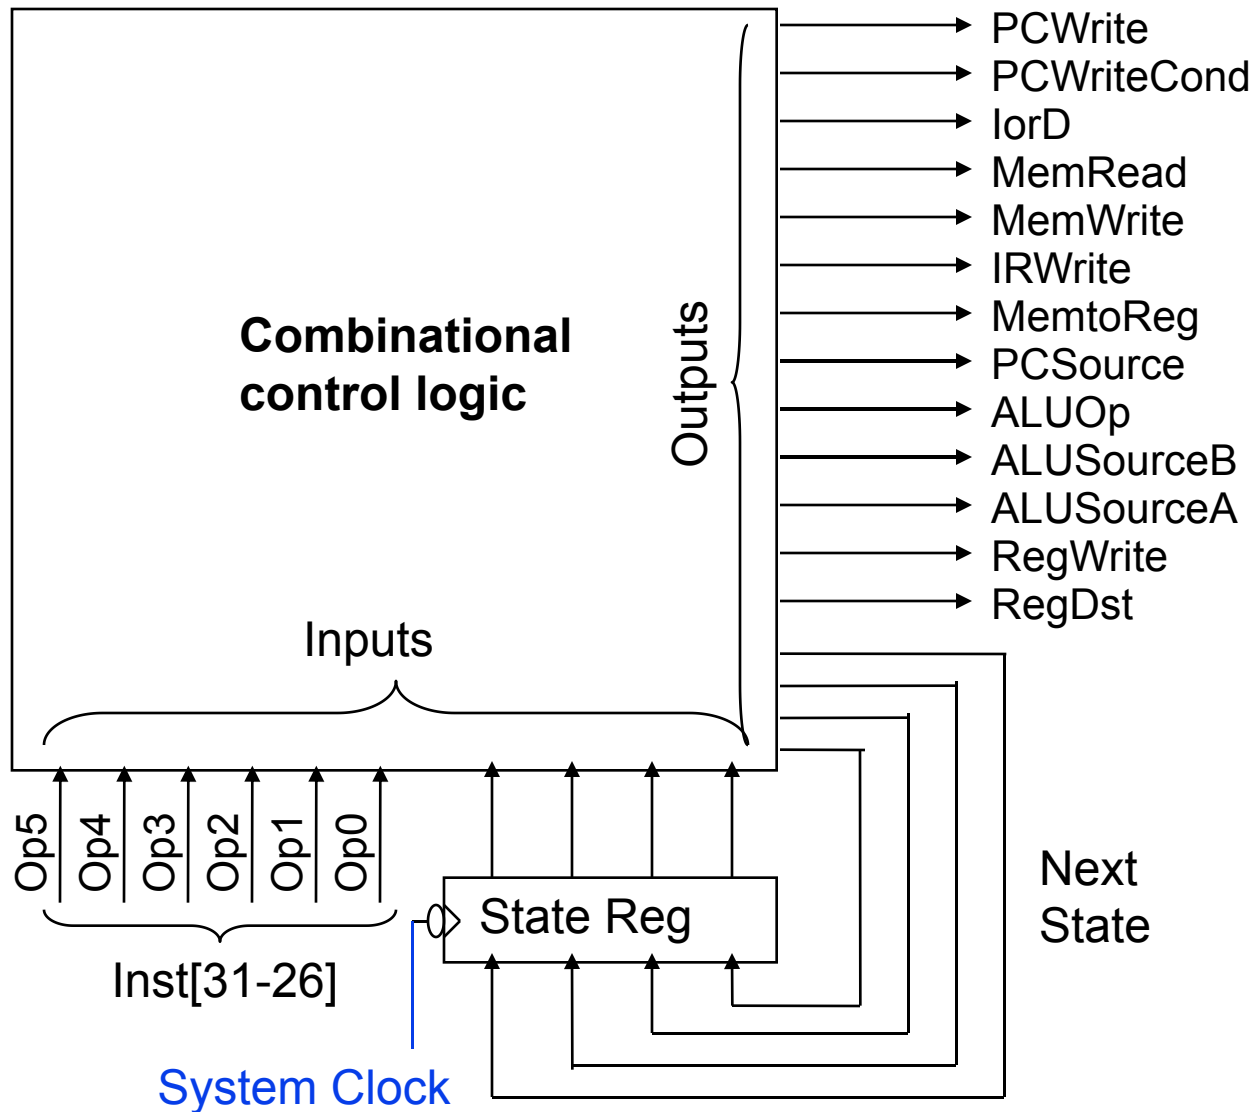 PCWrite
PCWriteCond
IorD
MemRead
MemWrite
IRWrite
MemtoReg
PCSource
ALUOp
ALUSourceB
ALUSourceA
RegWrite
RegDst
Combinational
control logic
Outputs
Inputs
Op5
Op4
Op3
Op2
Op1
Op0
Inst[31-26]
State Reg
System Clock
Next
State